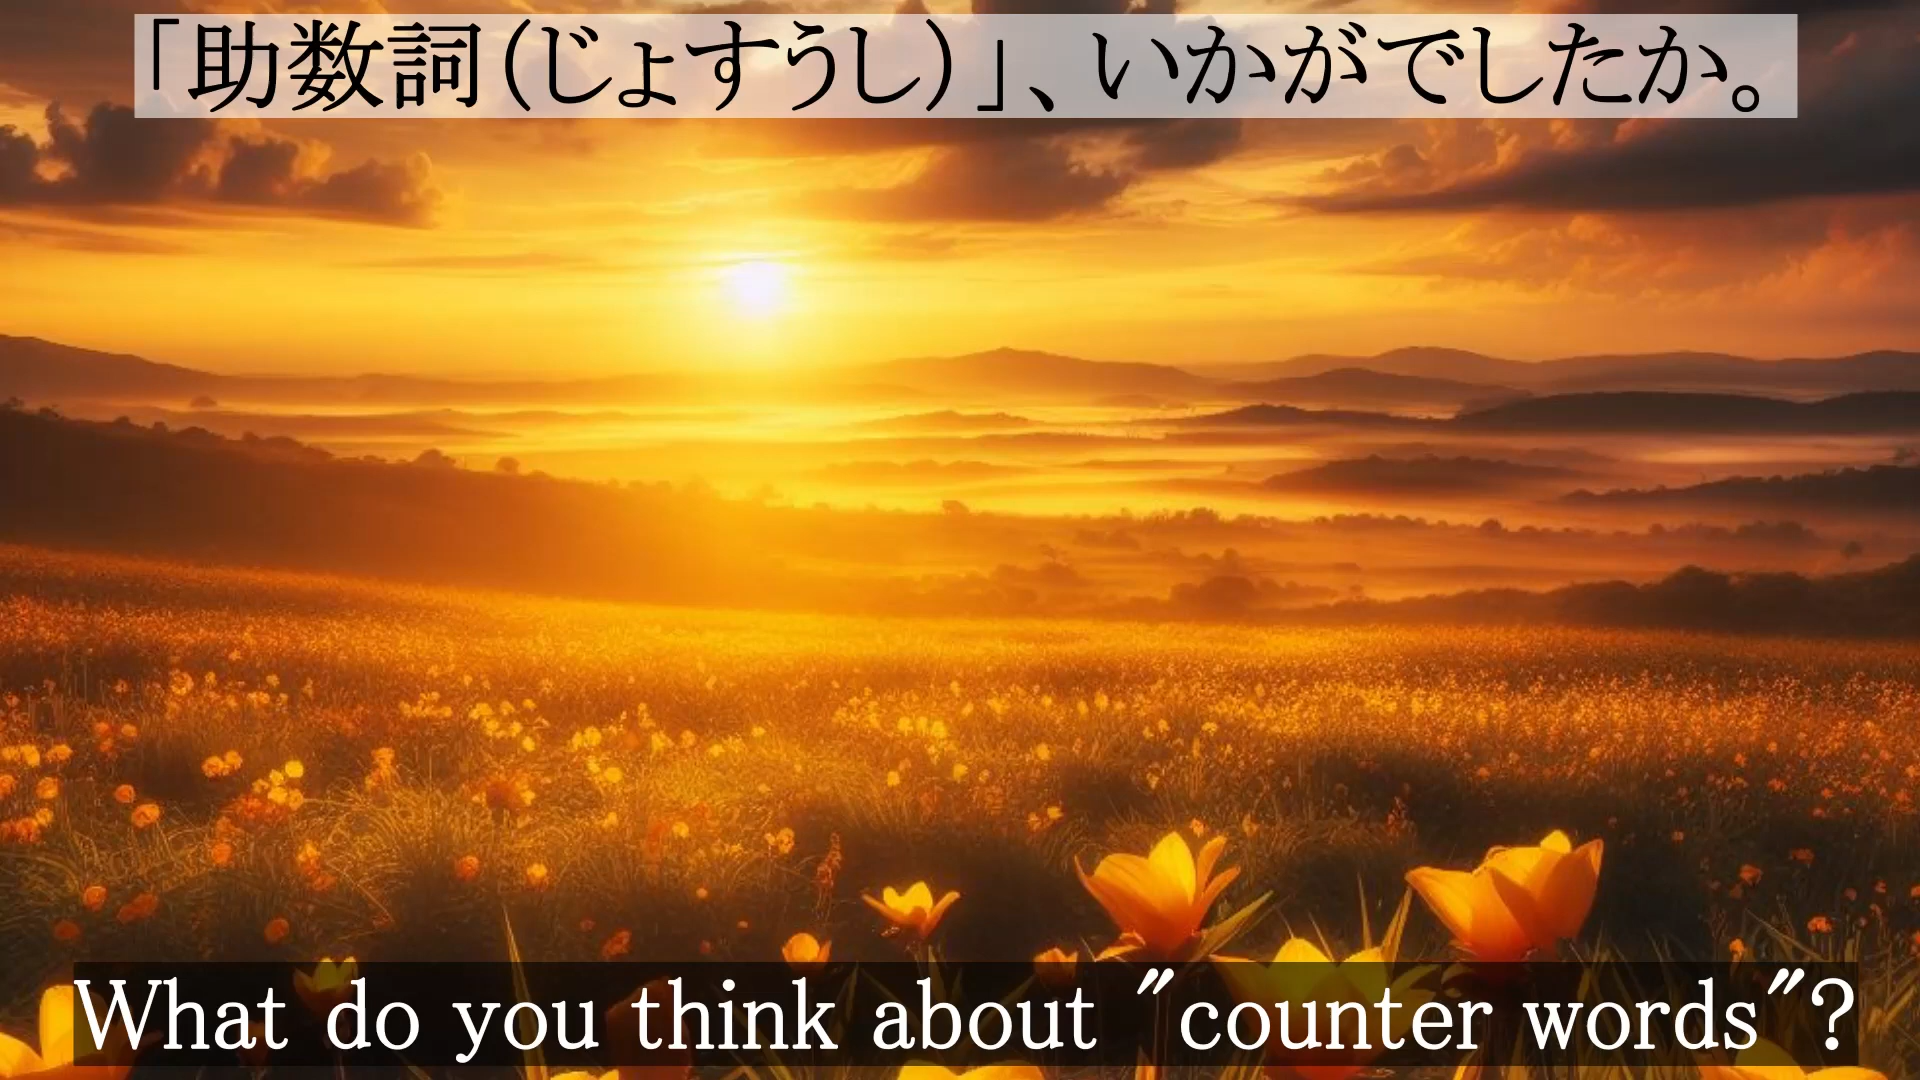 「助数詞（じょすうし）」、いかがでしたか。
What do you think about "counter words"?